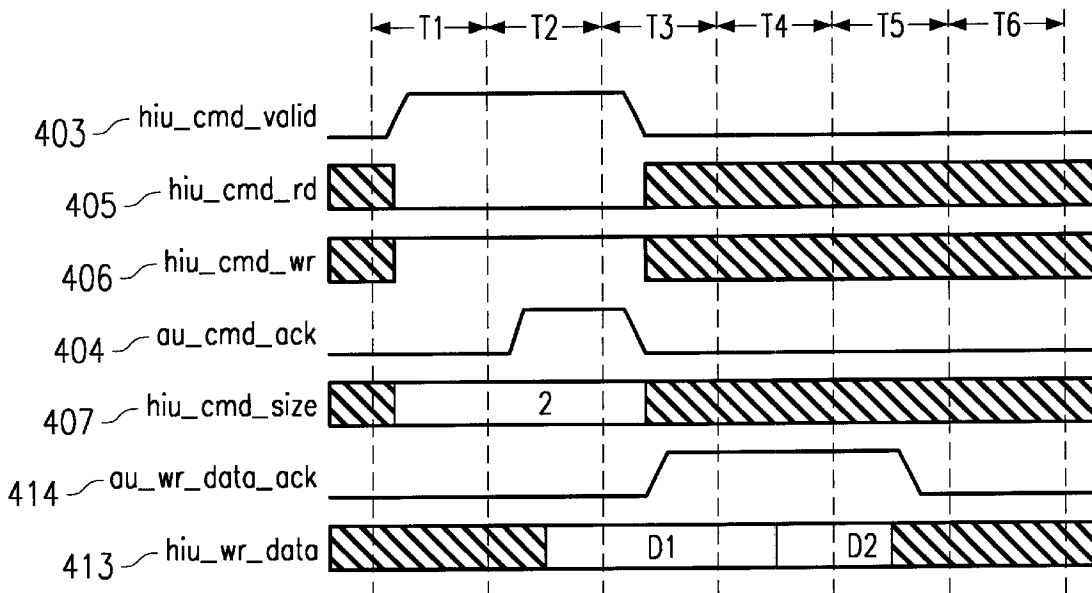 T1 T2 T3 T4 T5 T6
403 hiu_cmd_valid
405 hiu_cmd_rd
406 hiu_cmd_wr
404 au_cmd_ack
407 hiu_cmd_size 2
414 au_wr_data_ack
413 hiu_wr_data D1 D2